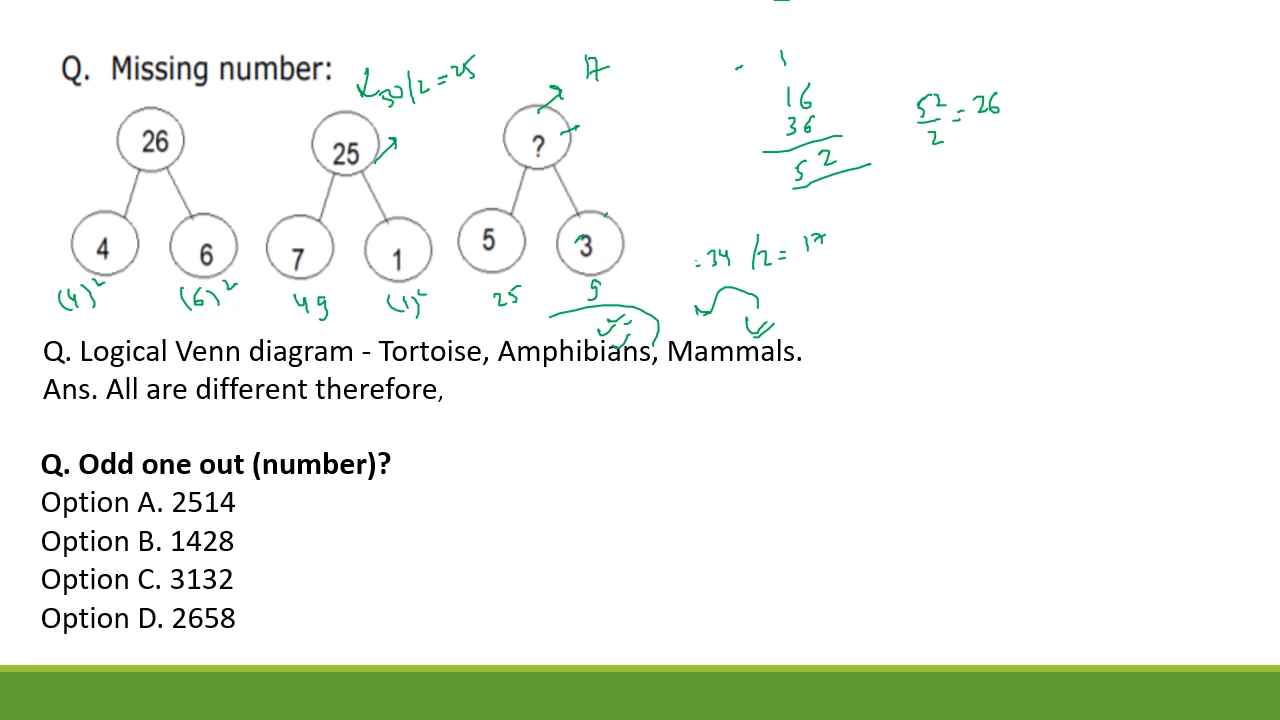 Q. Missing number:
50/2 = 25
17
16
36
52
52/2 = 26
26
25
?
4
6
7
1
5
3
(4)²
(6)²
49
(1)²
25
9
= 34 /2 = 17
Q. Logical Venn diagram - Tortoise, Amphibians, Mammals.
Ans. All are different therefore,
Q. Odd one out (number)?
Option A. 2514
Option B. 1428
Option C. 3132
Option D. 2658